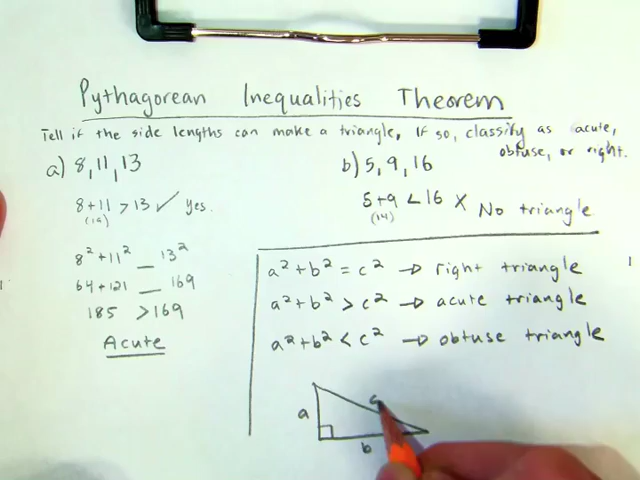 Pythagorean Inequalities Theorem
Tell if the side lengths can make a triangle, If so, classify as acute,
obtuse, or right.
a) 8, 11, 13
8+11 > 13 ✓ yes.
(19)
8² + 11² _ 13²
64 + 121 _ 169
185 > 169
Acute
b) 5, 9, 16
5+9 < 16 X No triangle
(14)
a² + b² = c² → right triangle
a² + b² > c² → acute triangle
a² + b² < c² → obtuse triangle
a
b